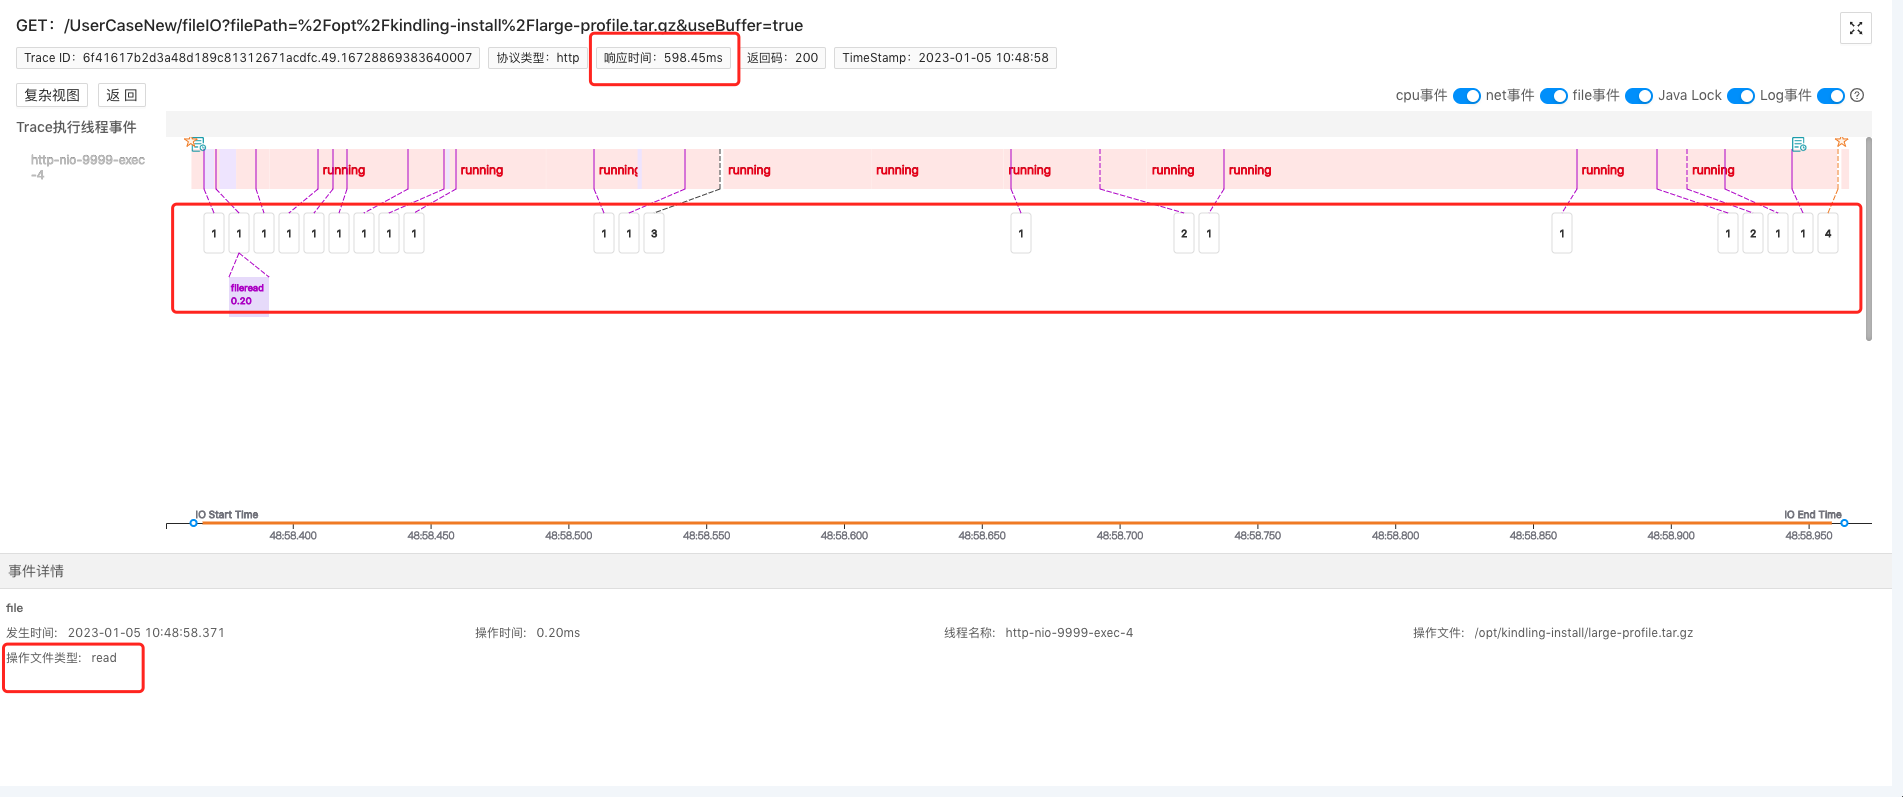 GET：/UserCaseNew/fileIO?filePath=%2Fopt%2Fkindling-install%2Flarge-profile.tar.gz&useBuffer=true
Trace ID：6f41617b2d3a48d189c81312671acdfc.49.16728869383640007 协议类型：http 响应时间：598.45ms 返回码：200 TimeStamp：2023-01-05 10:48:58
复杂视图 返 回 cpu事件 net事件 file事件 Java Lock Log事件 ?
Trace执行线程事件
http-nio-9999-exec
-4
running running running running running running running running running running
1 1 1 1 1 1 1 1 1 1 1 3 1 2 1 1 1 2 1 1 4
fileread
0.20
IO Start Time IO End Time
48:58.400 48:58.450 48:58.500 48:58.550 48:58.600 48:58.650 48:58.700 48:58.750 48:58.800 48:58.850 48:58.900 48:58.950
事件详情
file
发生时间： 2023-01-05 10:48:58.371 操作时间： 0.20ms 线程名称： http-nio-9999-exec-4 操作文件： /opt/kindling-install/large-profile.tar.gz
操作文件类型： read